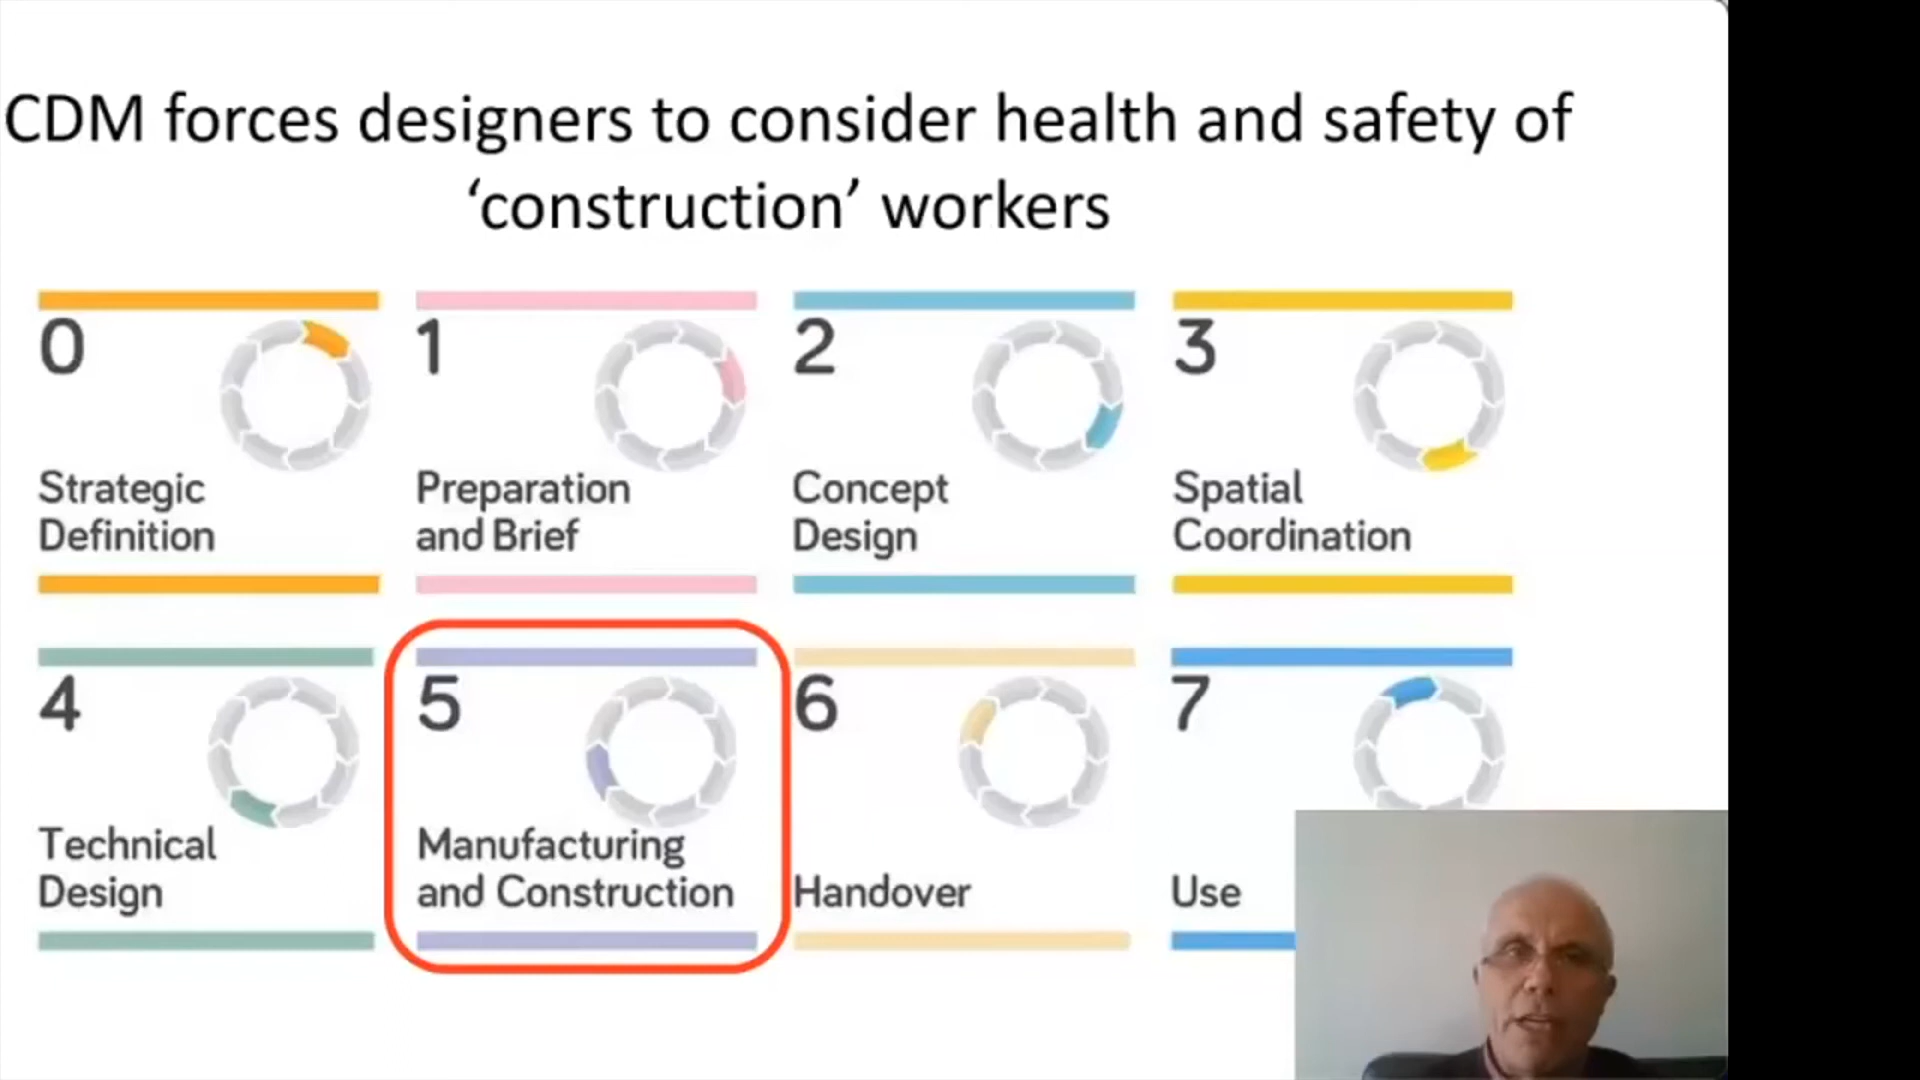 CDM forces designers to consider health and safety of
‘construction’ workers
0
1
2
3
Strategic
Definition
Preparation
and Brief
Concept
Design
Spatial
Coordination
4
5
6
7
Technical
Design
Manufacturing
and Construction
Handover
Use